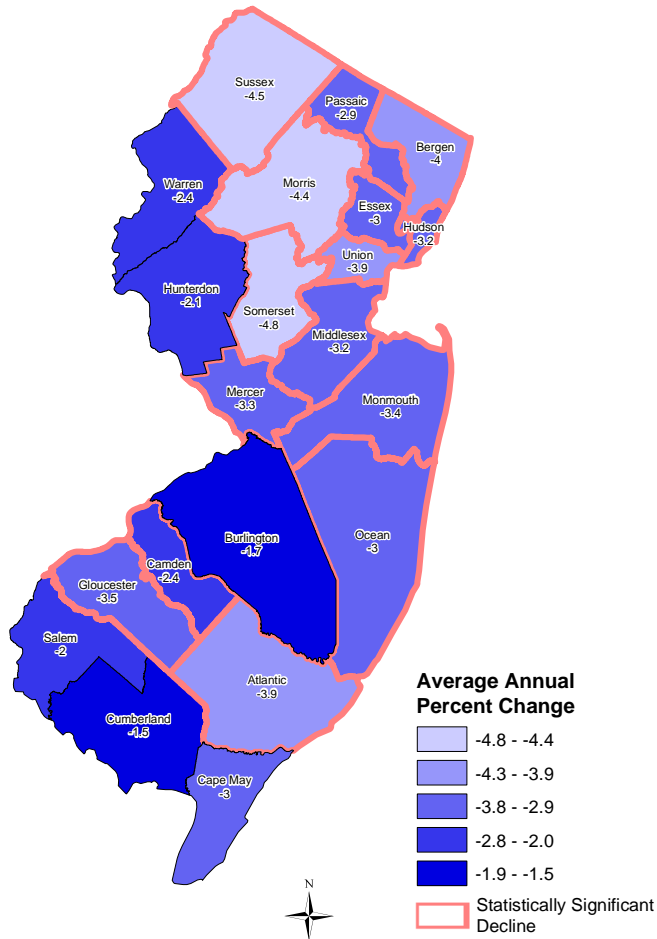 Sussex
-4.5
Passaic
-2.9
Bergen
-4
Warren
-2.4
Morris
-4.4
Essex
-3
Hudson
-3.2
Union
-3.9
Hunterdon
-2.1
Somerset
-4.8
Middlesex
-3.2
Mercer
-3.3
Monmouth
-3.4
Burlington
-1.7
Ocean
-3
Camden
-2.4
Gloucester
-3.5
Salem
-2
Atlantic
-3.9
Cumberland
-1.5
Cape May
-3
Average Annual
Percent Change
-4.8 - -4.4
-4.3 - -3.9
-3.8 - -2.9
-2.8 - -2.0
-1.9 - -1.5
Statistically Significant
Decline
N